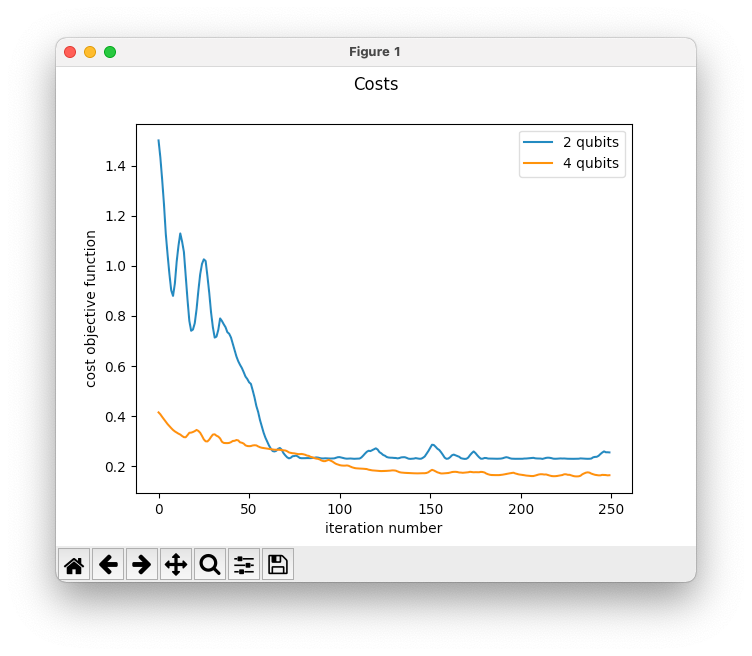 Figure 1
Costs
2 qubits
4 qubits
cost objective function
1.4
1.2
1.0
0.8
0.6
0.4
0.2
0 50 100 150 200 250
iteration number